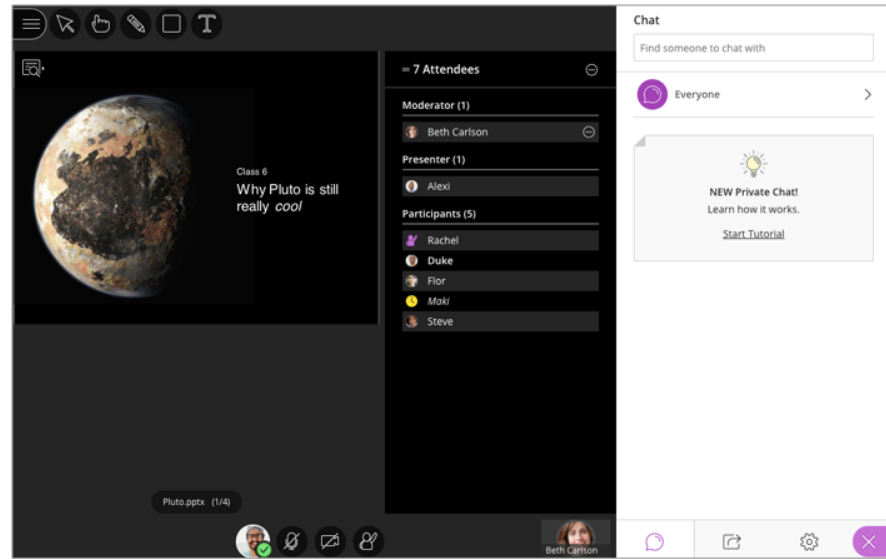 T
Class 6
Why Pluto is still
really cool
Pluto.pptx (1/4)
7 Attendees
Moderator (1)
Beth Carlson
Presenter (1)
Alexi
Participants (5)
Rachel
Duke
Flor
Maki
Steve
Beth Carlson
Chat
Find someone to chat with
Everyone
NEW Private Chat!
Learn how it works.
Start Tutorial